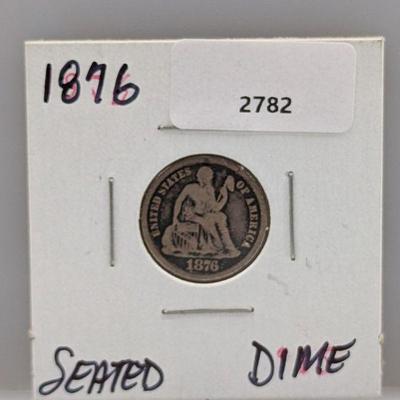 1876
2782
UNITED STATES OF AMERICA
1876
SEATED DIME